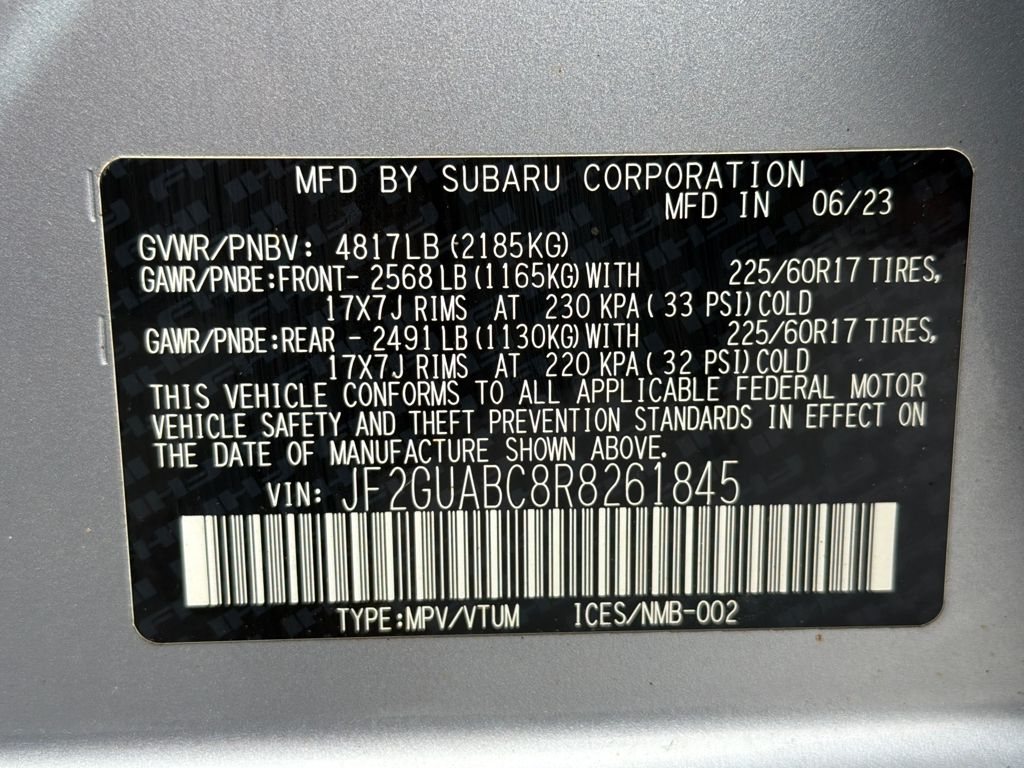 MFD BY SUBARU CORPORATION
MFD IN 06/23
GVWR/PNBV: 4817LB (2185KG)
GAWR/PNBE:FRONT- 2568 LB (1165KG) WITH 225/60R17 TIRES,
17X7J RIMS AT 230 KPA ( 33 PSI) COLD
GAWR/PNBE:REAR - 2491 LB (1130KG) WITH 225/60R17 TIRES,
17X7J RIMS AT 220 KPA ( 32 PSI) COLD
THIS VEHICLE CONFORMS TO ALL APPLICABLE FEDERAL MOTOR
VEHICLE SAFETY AND THEFT PREVENTION STANDARDS IN EFFECT ON
THE DATE OF MANUFACTURE SHOWN ABOVE.
VIN: JF2GUABC8R8261845
TYPE:MPV/VTUM ICES/NMB-002